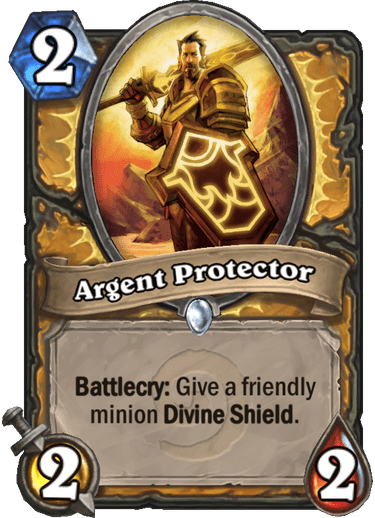 2
Argent Protector
Battlecry: Give a friendly
minion Divine Shield.
2
2